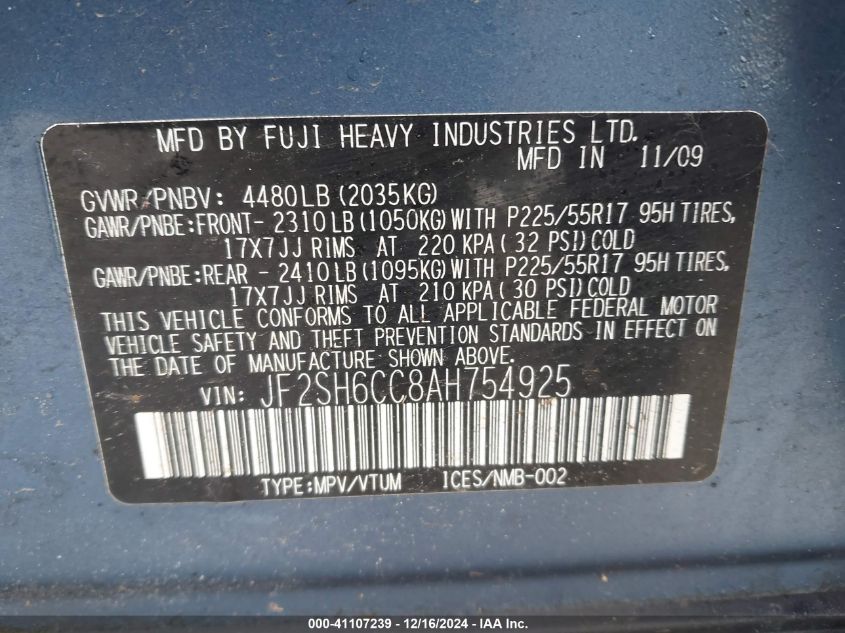 MFD BY FUJI HEAVY INDUSTRIES LTD.
MFD IN 11/09
GVWR/PNBV: 4480LB(2035KG)
GAWR/PNBE:FRONT- 2310LB(1050KG)WITH P225/55R17 95H TIRES,
17X7JJ RIMS AT 220 KPA(32 PSI)COLD
GAWR/PNBE:REAR - 2410LB(1095KG)WITH P225/55R17 95H TIRES,
17X7JJ RIMS AT 210 KPA(30 PSI)COLD
THIS VEHICLE CONFORMS TO ALL APPLICABLE FEDERAL MOTOR
VEHICLE SAFETY AND THEFT PREVENTION STANDARDS IN EFFECT ON
THE DATE OF MANUFACTURE SHOWN ABOVE.
VIN: JF2SH6CC8AH754925
TYPE:MPV/VTUM ICES/NMB-002
000-41107239 - 12/16/2024 - IAA Inc.